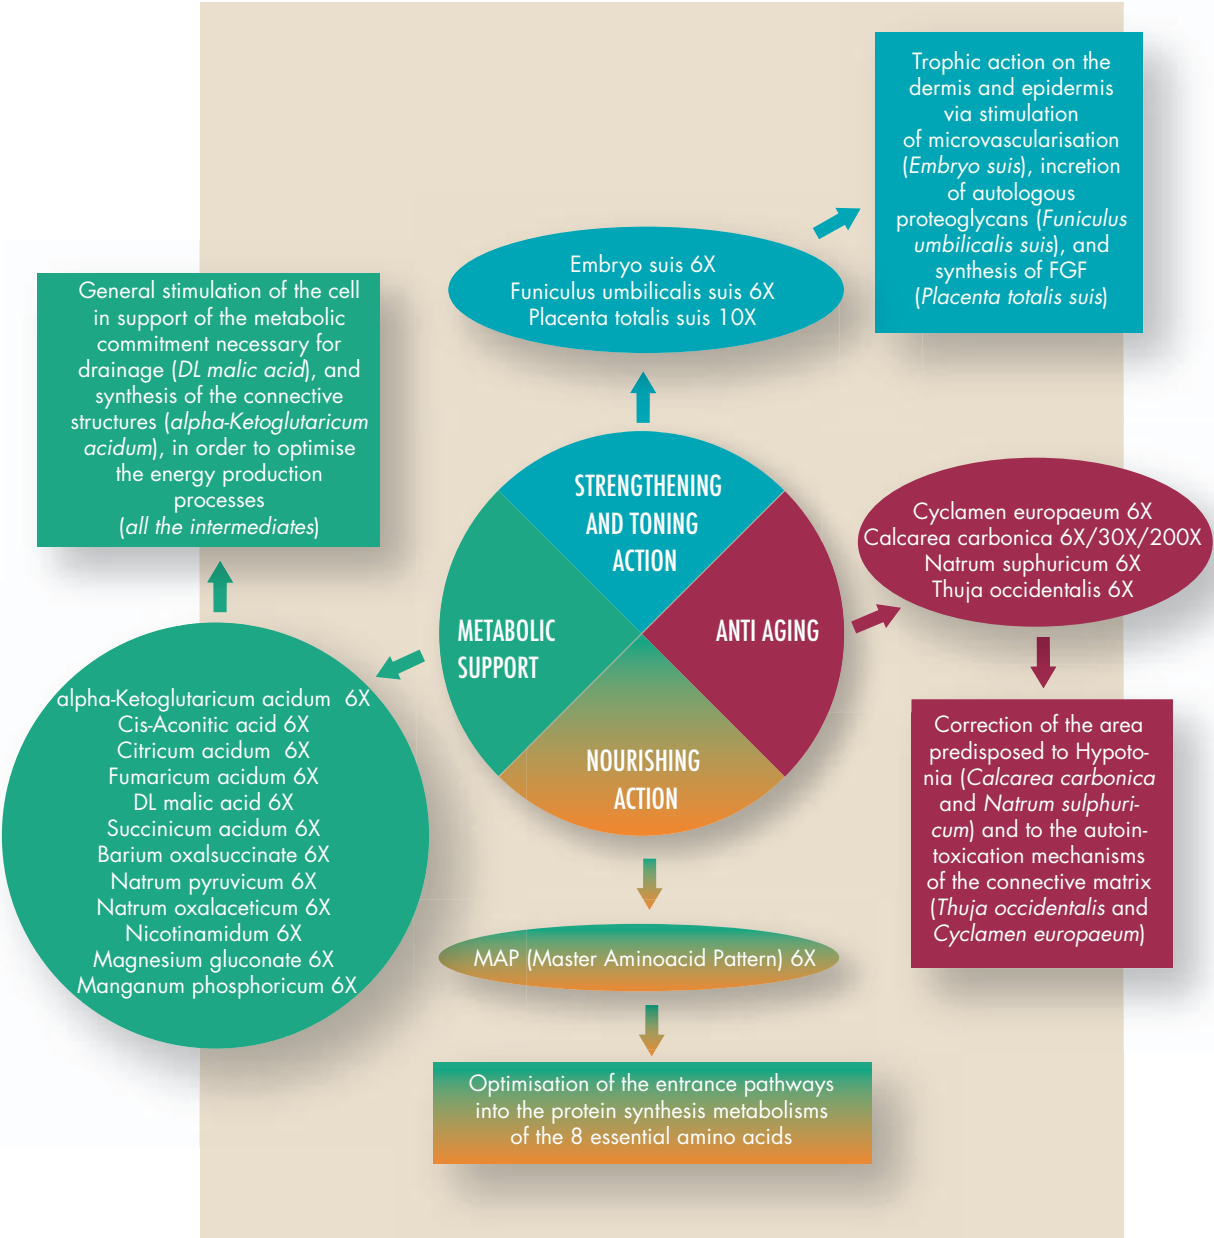 Trophic action on the
dermis and epidermis
via stimulation
of microvascularisation
(Embryo suis), incretion
of autologous
proteoglycans (Funiculus
umbilicalis suis), and
synthesis of FGF
(Placenta totalis suis)
Embryo suis 6X
Funiculus umbilicalis suis 6X
Placenta totalis suis 10X
General stimulation of the cell
in support of the metabolic
commitment necessary for
drainage (DL malic acid), and
synthesis of the connective
structures (alpha-Ketoglutaricum
acidum), in order to optimise
the energy production
processes
(all the intermediates)
STRENGTHENING
AND TONING
ACTION
METABOLIC
SUPPORT
ANTI AGING
NOURISHING
ACTION
Cyclamen europaeum 6X
Calcarea carbonica 6X/30X/200X
Natrum suphuricum 6X
Thuja occidentalis 6X
alpha-Ketoglutaricum acidum 6X
Cis-Aconitic acid 6X
Citricum acidum 6X
Fumaricum acidum 6X
DL malic acid 6X
Succinicum acidum 6X
Barium oxalsuccinate 6X
Natrum pyruvicum 6X
Natrum oxalaceticum 6X
Nicotinamidum 6X
Magnesium gluconate 6X
Manganum phosphoricum 6X
Correction of the area
predisposed to Hypoto-
nia (Calcarea carbonica
and Natrum sulphuri-
cum) and to the autoin-
toxication mechanisms
of the connective matrix
(Thuja occidentalis and
Cyclamen europaeum)
MAP (Master Aminoacid Pattern) 6X
Optimisation of the entrance pathways
into the protein synthesis metabolisms
of the 8 essential amino acids